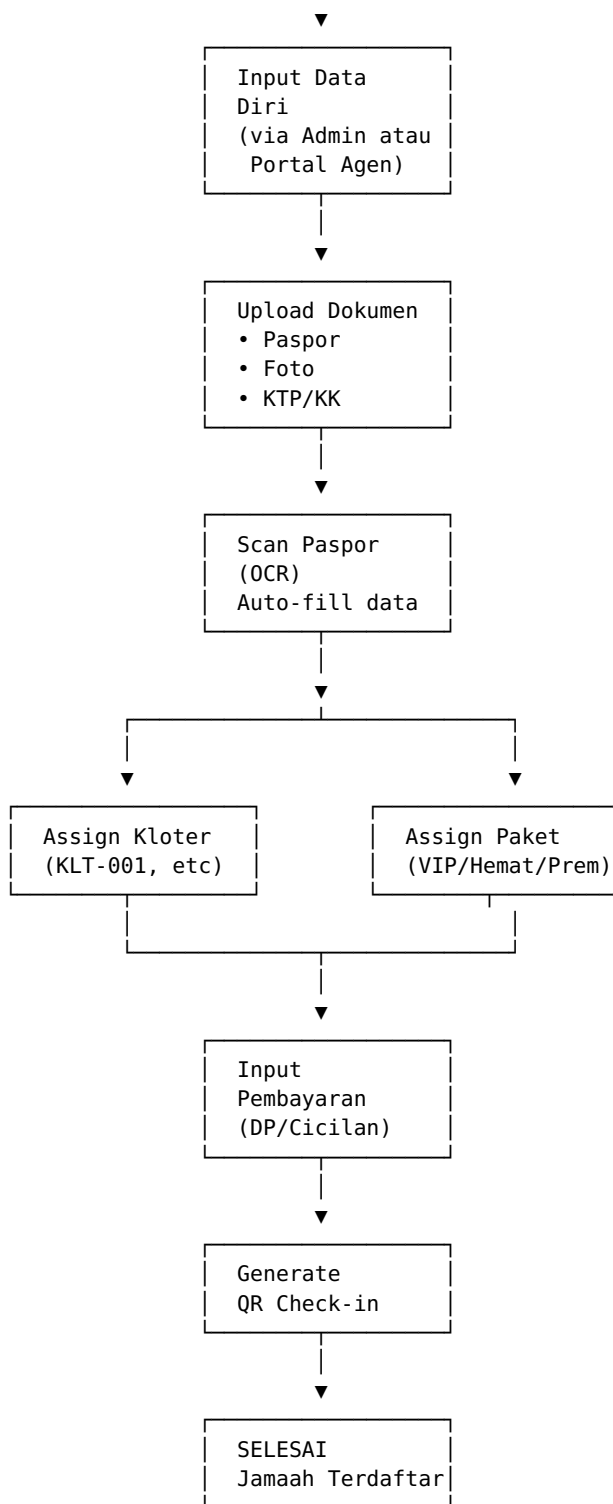 Input Data
Diri
(via Admin atau
Portal Agen)
Upload Dokumen
• Paspor
• Foto
• KTP/KK
Scan Paspor
(OCR)
Auto-fill data
Assign Kloter
(KLT-001, etc)
Assign Paket
(VIP/Hemat/Prem)
Input
Pembayaran
(DP/Cicilan)
Generate
QR Check-in
SELESAI
Jamaah Terdaftar